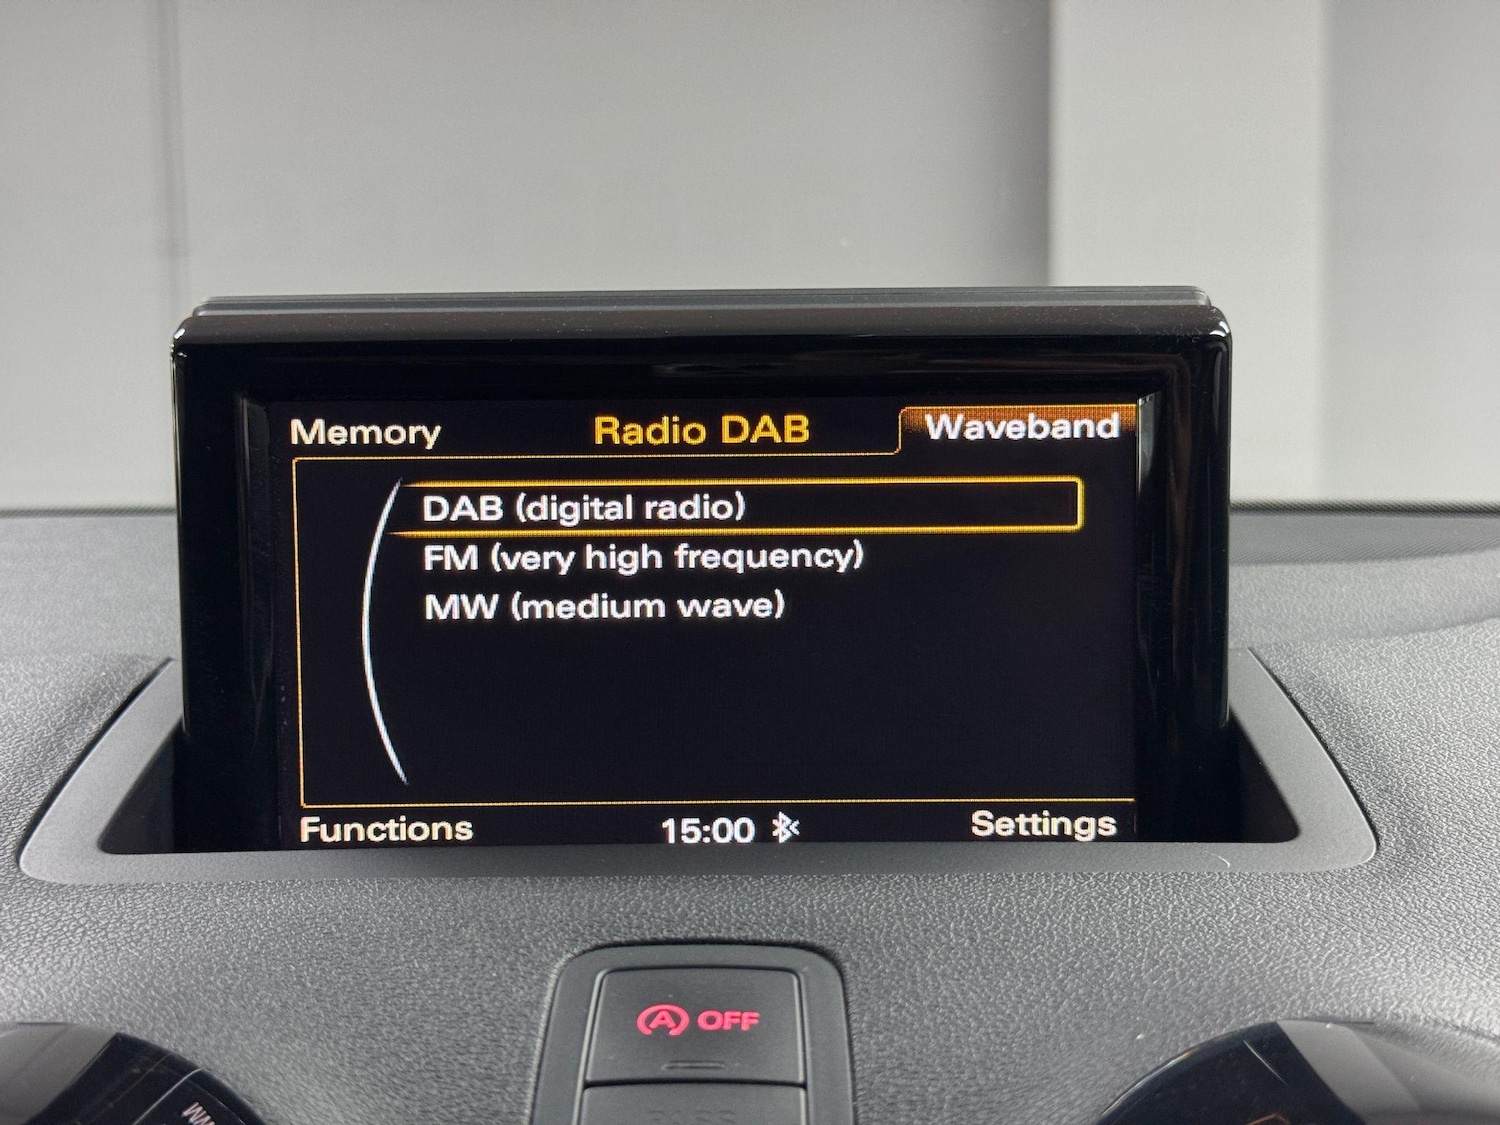 Memory Radio DAB Waveband
DAB (digital radio)
FM (very high frequency)
MW (medium wave)
Functions 15:00 Settings
A OFF